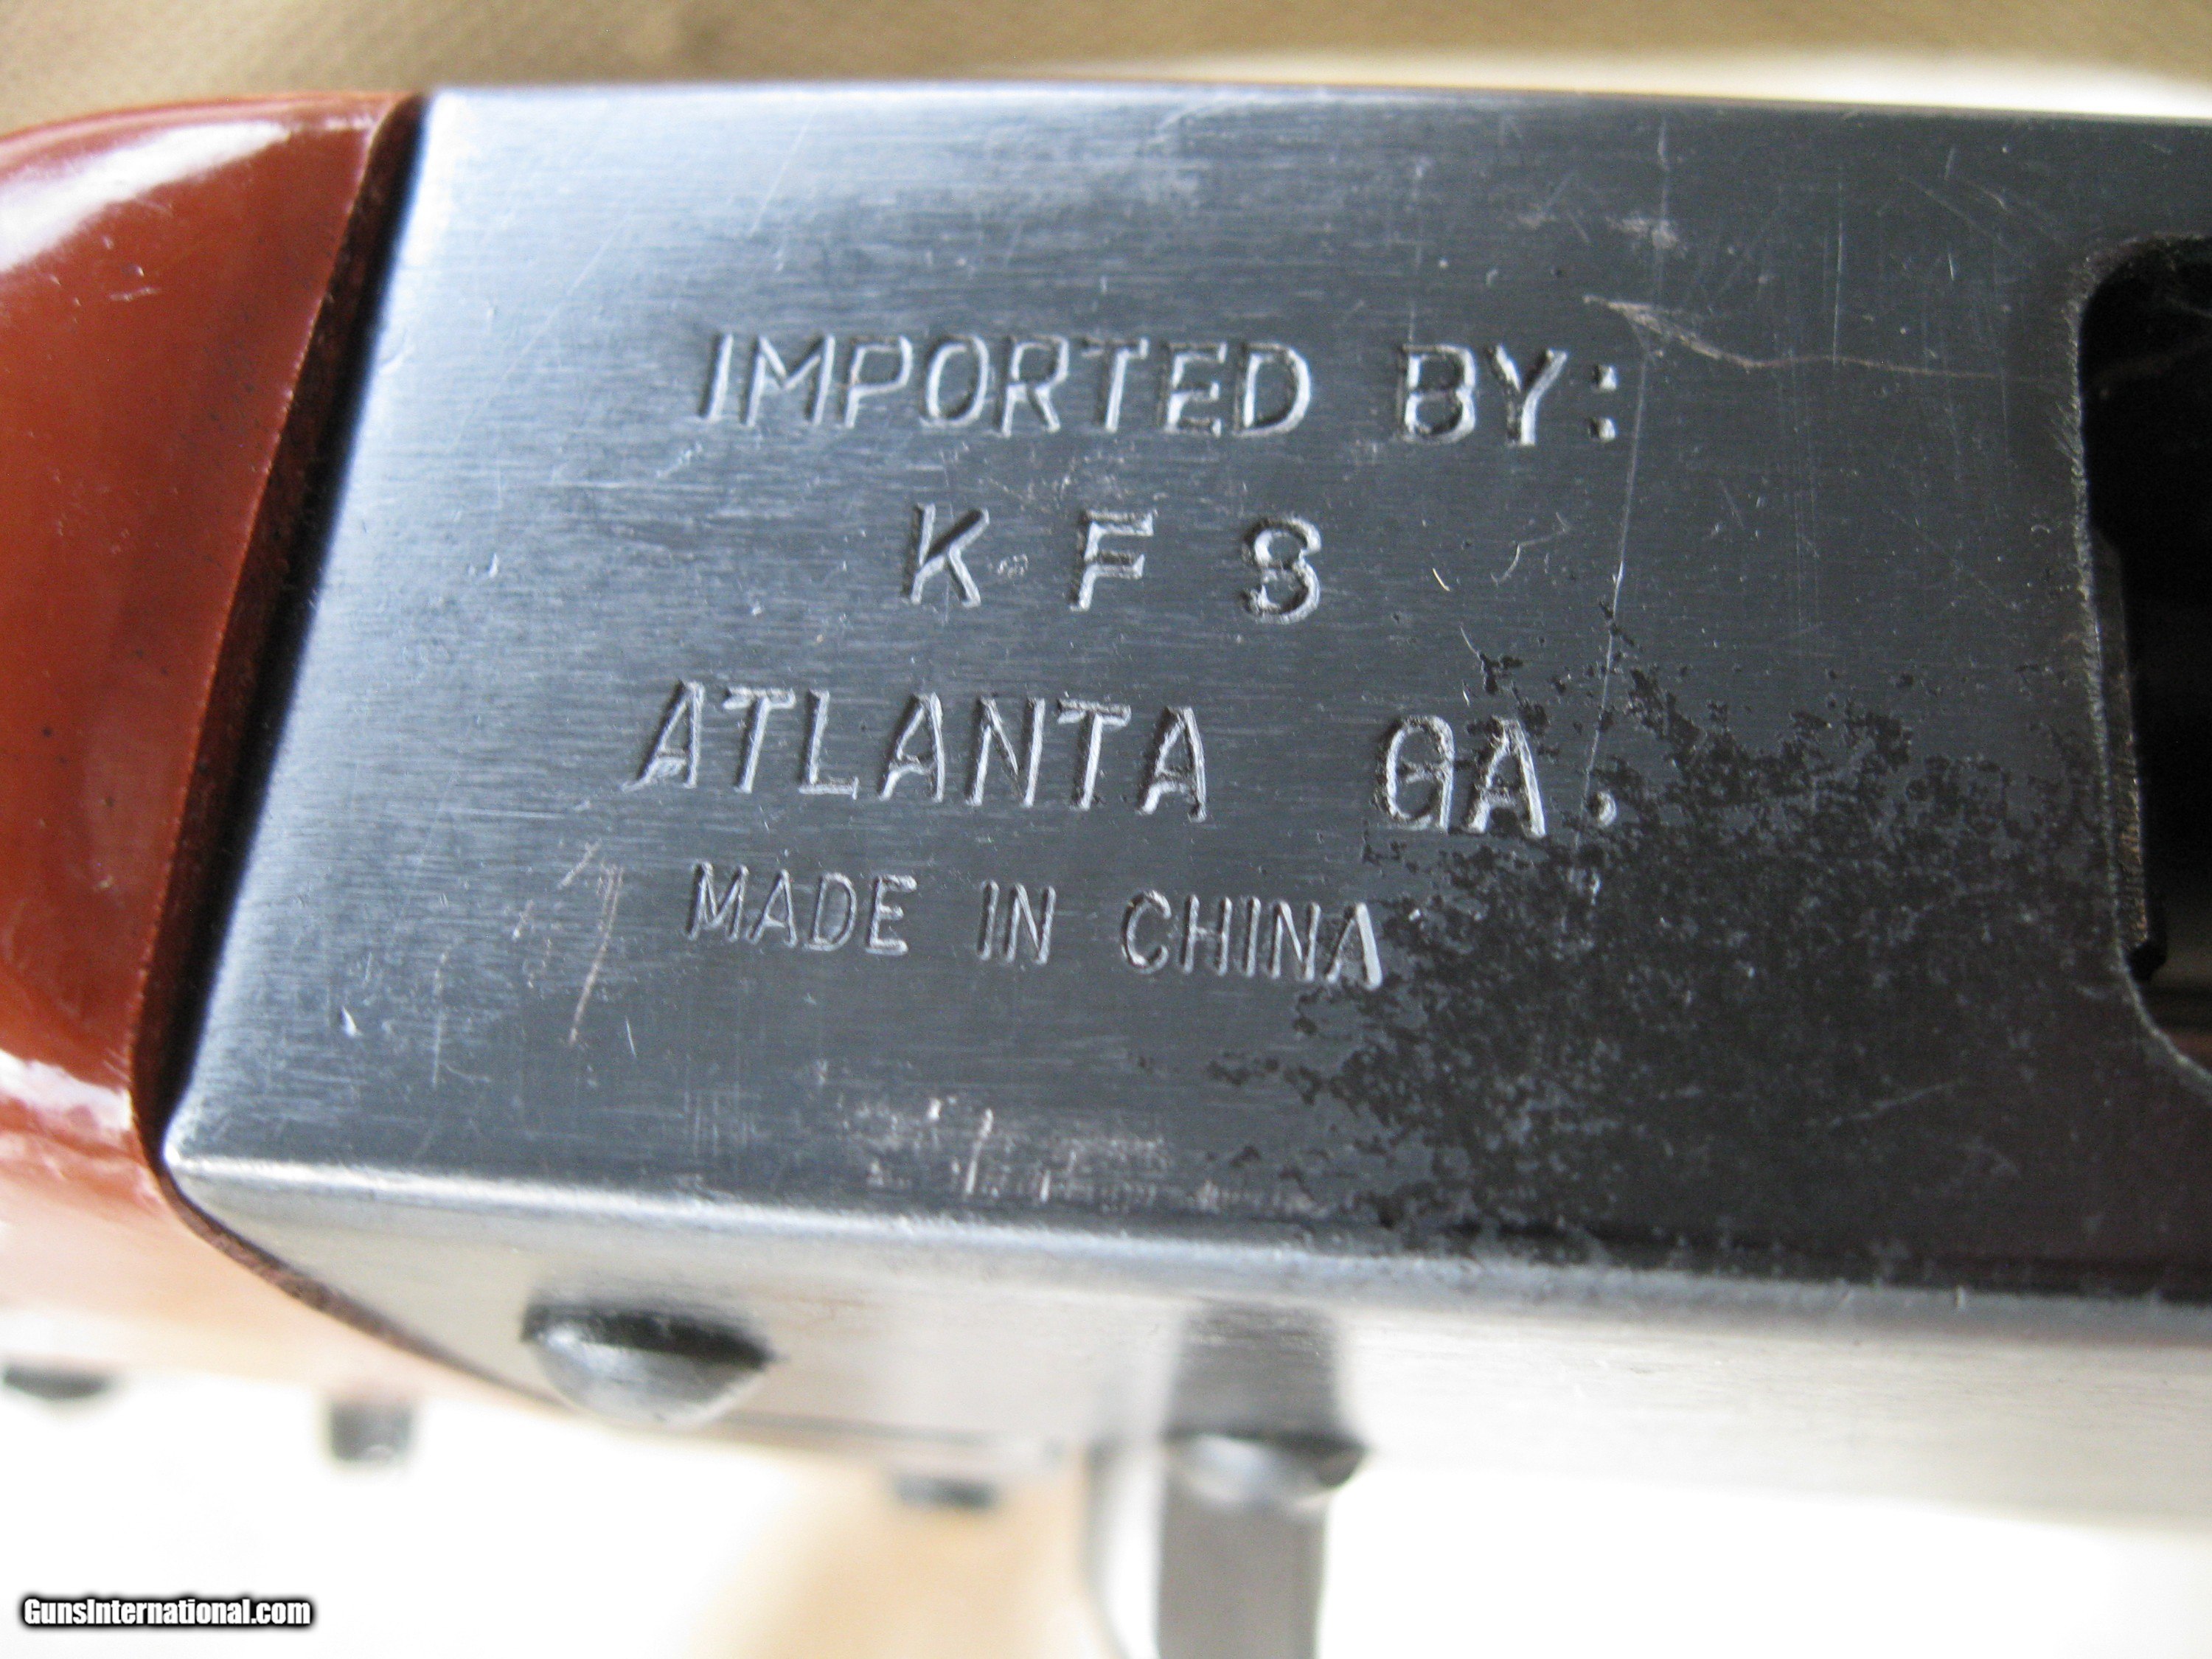 IMPORTED BY:
K F S
ATLANTA GA.
MADE IN CHINA
GunsInternational.com